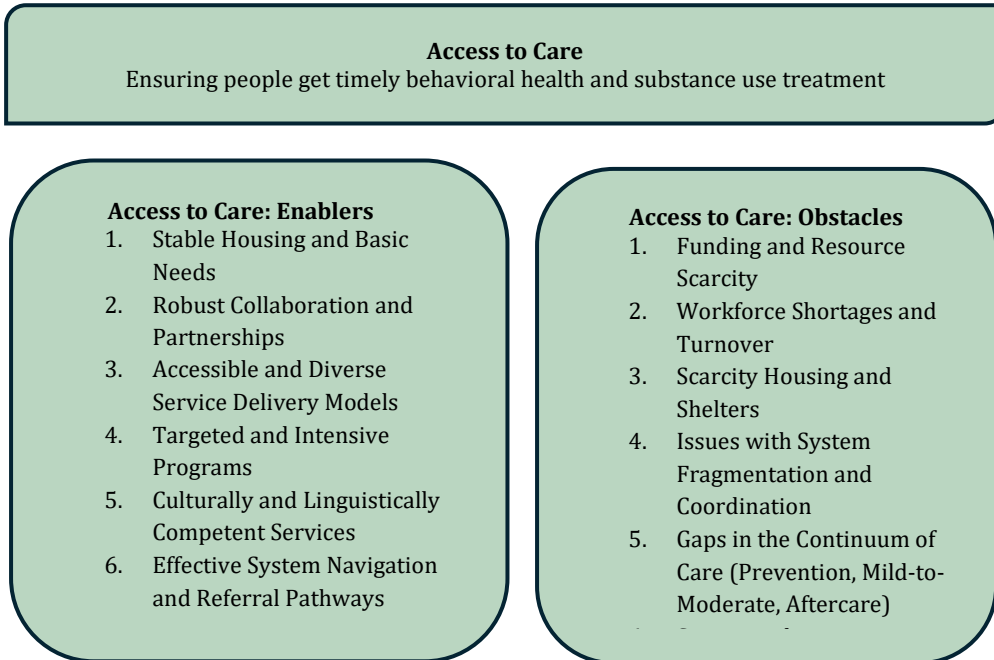 Access to Care
Ensuring people get timely behavioral health and substance use treatment
Access to Care: Enablers
1. Stable Housing and Basic
Needs
2. Robust Collaboration and
Partnerships
3. Accessible and Diverse
Service Delivery Models
4. Targeted and Intensive
Programs
5. Culturally and Linguistically
Competent Services
6. Effective System Navigation
and Referral Pathways
Access to Care: Obstacles
1. Funding and Resource
Scarcity
2. Workforce Shortages and
Turnover
3. Scarcity Housing and
Shelters
4. Issues with System
Fragmentation and
Coordination
5. Gaps in the Continuum of
Care (Prevention, Mild-to-
Moderate, Aftercare)